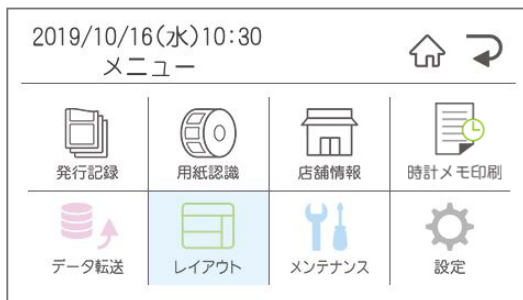 2019/10/16(水)10:30
メニュー
発行記録
用紙認識
店舗情報
時計メモ印刷
データ転送
レイアウト
メンテナンス
設定